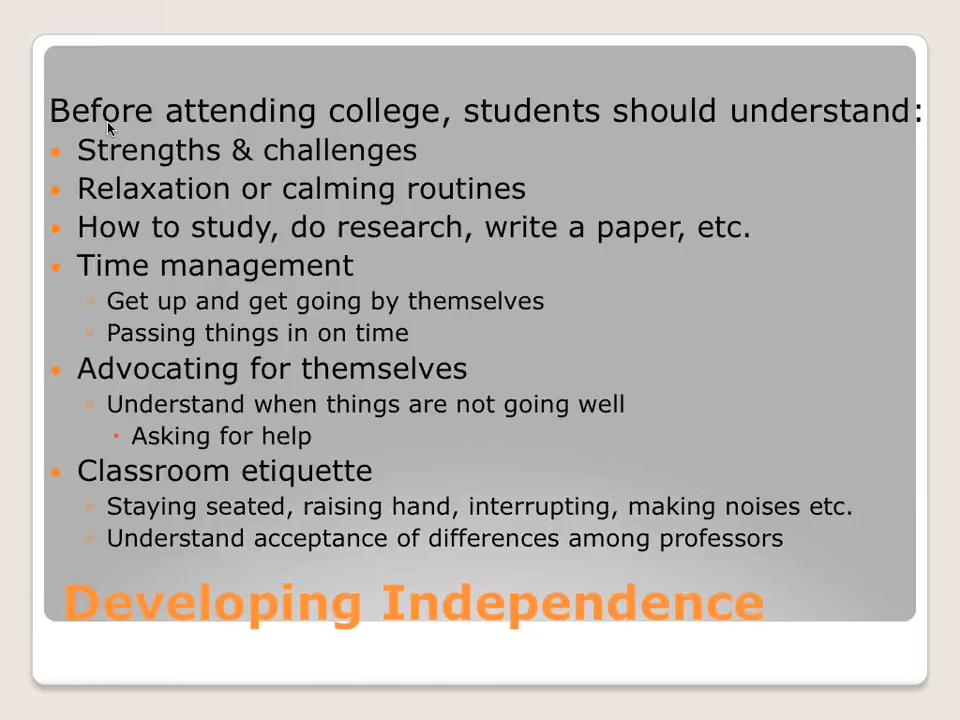 Before attending college, students should understand:
Strengths & challenges
Relaxation or calming routines
How to study, do research, write a paper, etc.
Time management
Get up and get going by themselves
Passing things in on time
Advocating for themselves
Understand when things are not going well
Asking for help
Classroom etiquette
Staying seated, raising hand, interrupting, making noises etc.
Understand acceptance of differences among professors
Developing Independence